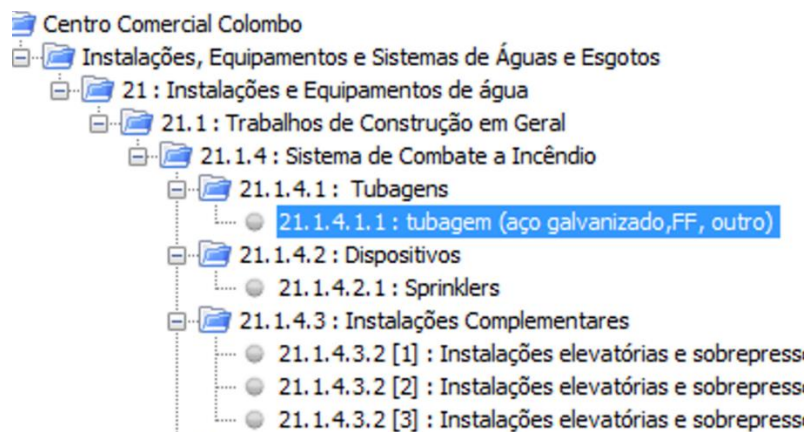 Centro Comercial Colombo
Instalações, Equipamentos e Sistemas de Águas e Esgotos
21 : Instalações e Equipamentos de água
21.1 : Trabalhos de Construção em Geral
21.1.4 : Sistema de Combate a Incêndio
21.1.4.1 : Tubagens
21.1.4.1.1 : tubagem (aço galvanizado,FF, outro)
21.1.4.2 : Dispositivos
21.1.4.2.1 : Sprinklers
21.1.4.3 : Instalações Complementares
21.1.4.3.2 [1] : Instalações elevatórias e
21.1.4.3.2 [2] : Instalações elevatórias e
21.1.4.3.2 [3] : Instalações elevatórias e